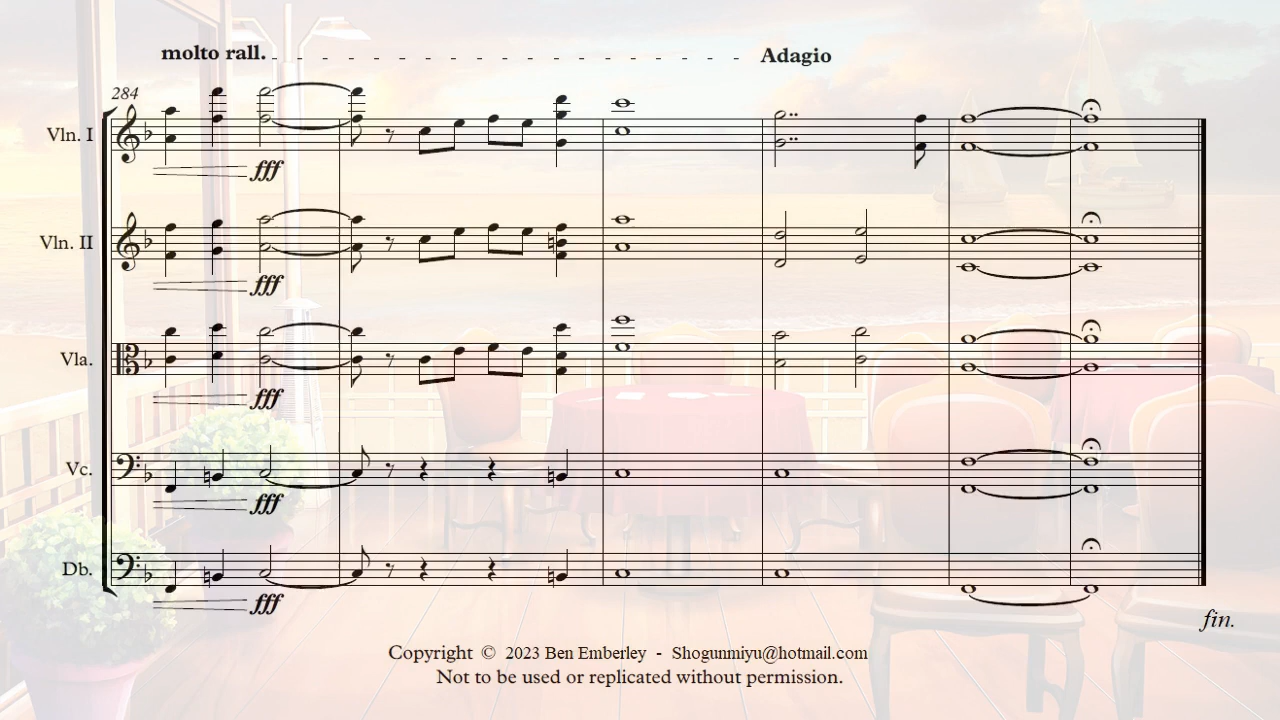 molto rall. Adagio
284
Vln. I
fff
Vln. II
fff
Vla.
fff
Vc.
fff
Db.
fff
fin.
Copyright © 2023 Ben Emberley - Shogunmiyu@hotmail.com
Not to be used or replicated without permission.